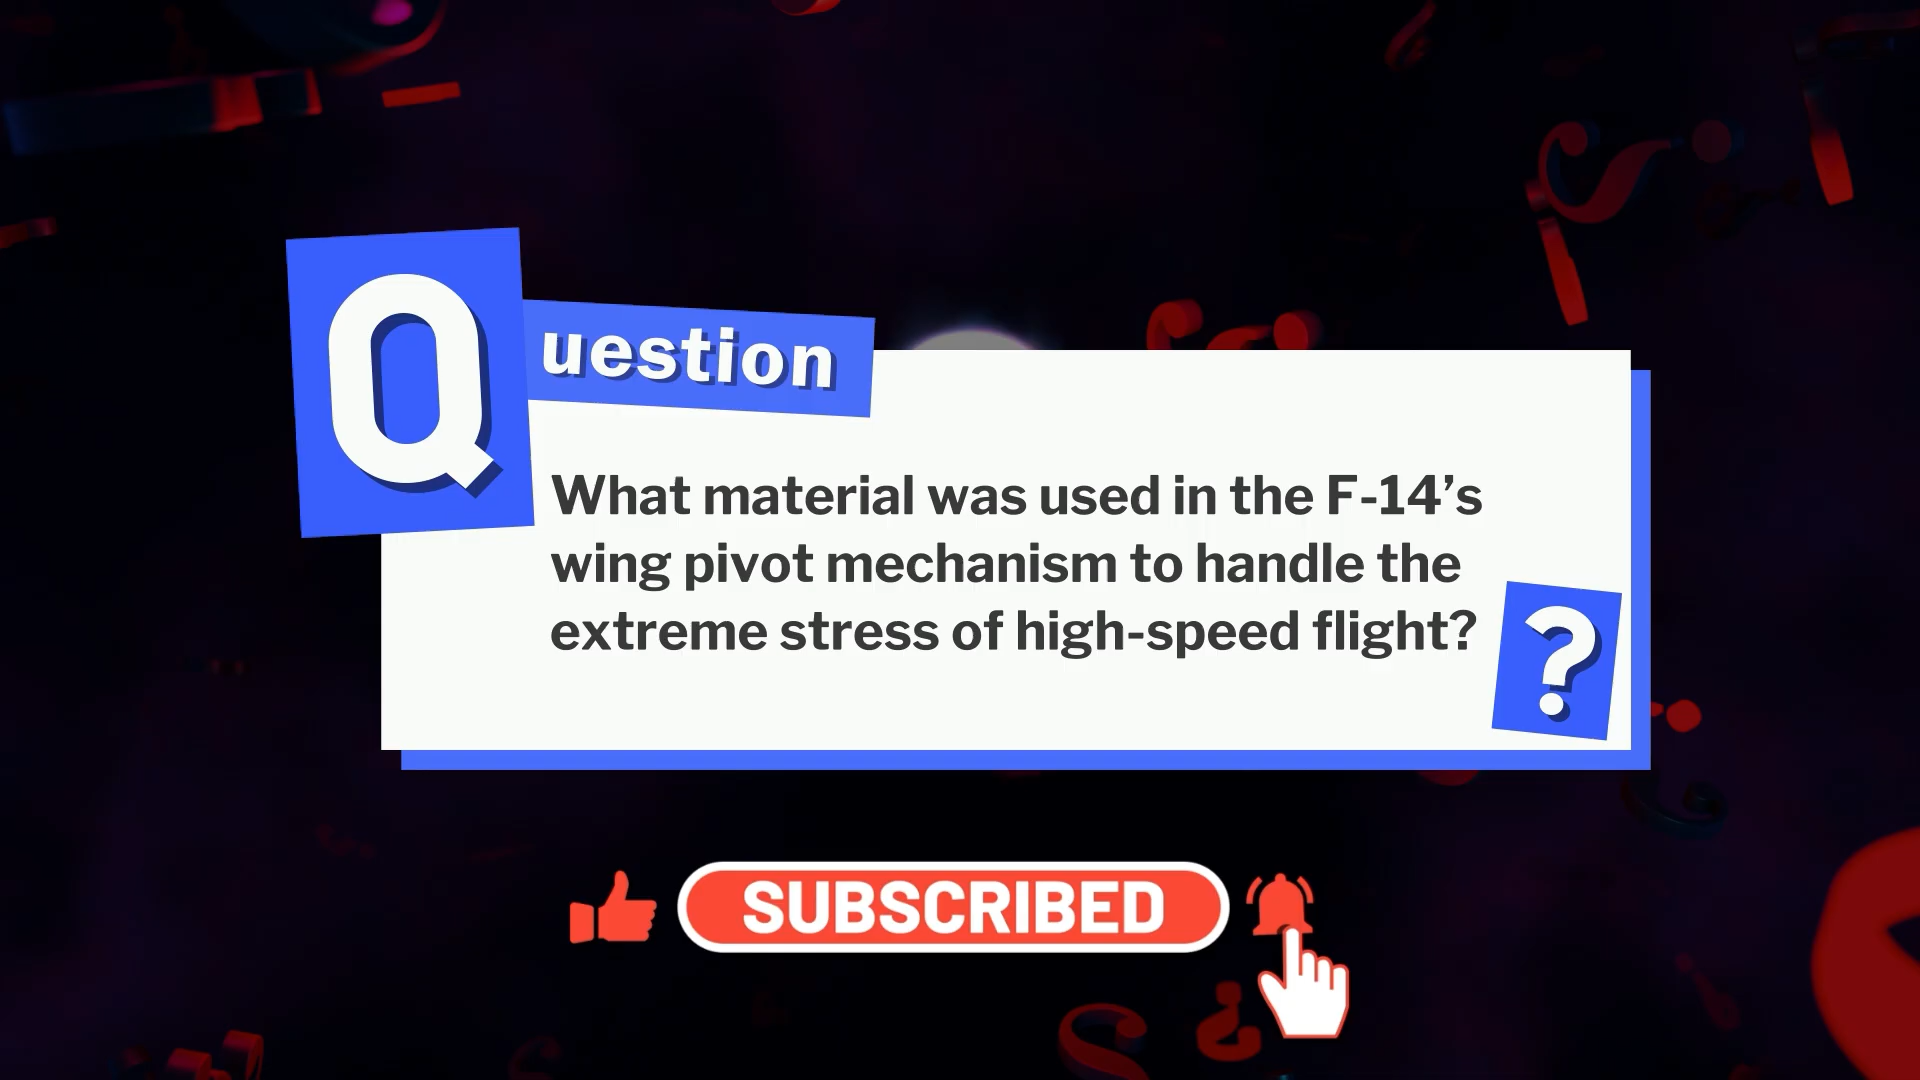 Question
What material was used in the F-14’s
wing pivot mechanism to handle the
extreme stress of high-speed flight?
?
SUBSCRIBED